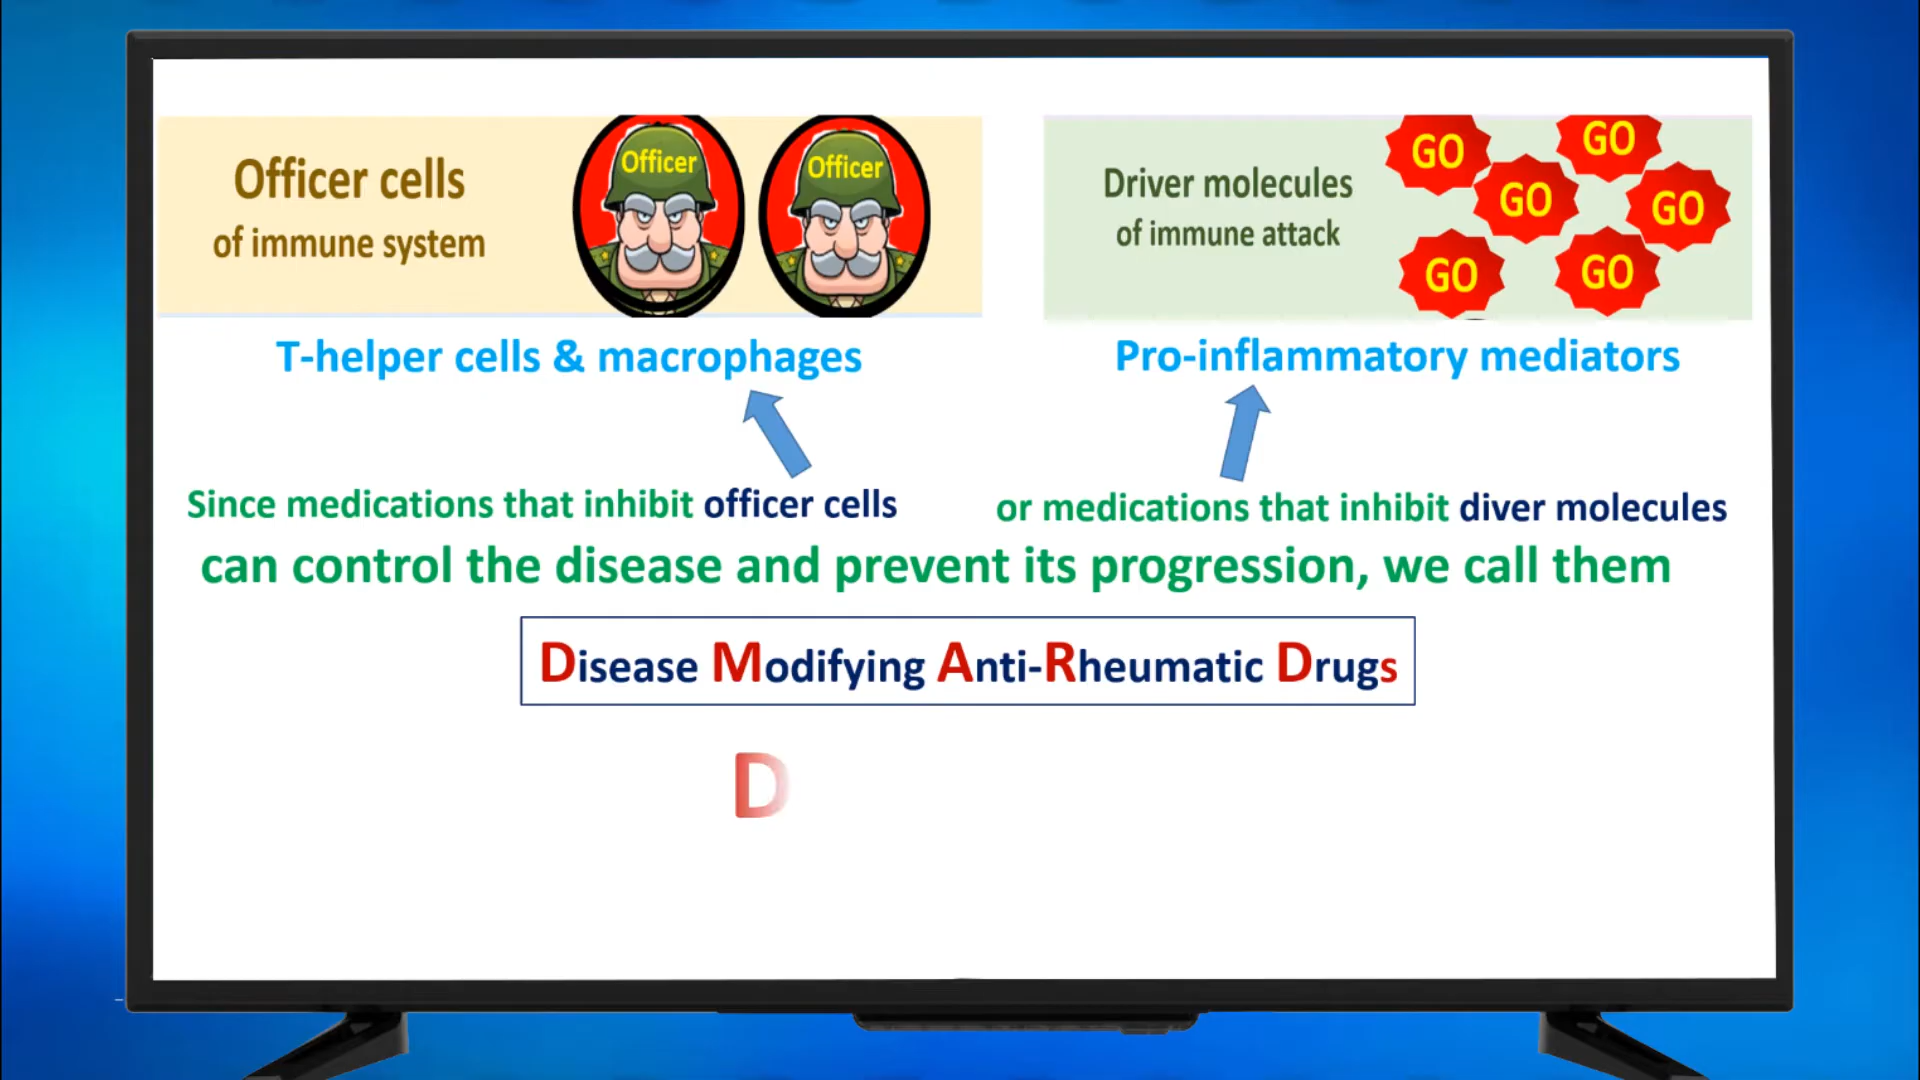 Officer cells
of immune system
Officer
Officer
Driver molecules
of immune attack
GO
GO
GO
GO
GO
GO
T-helper cells & macrophages
Pro-inflammatory mediators
Since medications that inhibit officer cells
or medications that inhibit diver molecules
can control the disease and prevent its progression, we call them
Disease Modifying Anti-Rheumatic Drugs
D